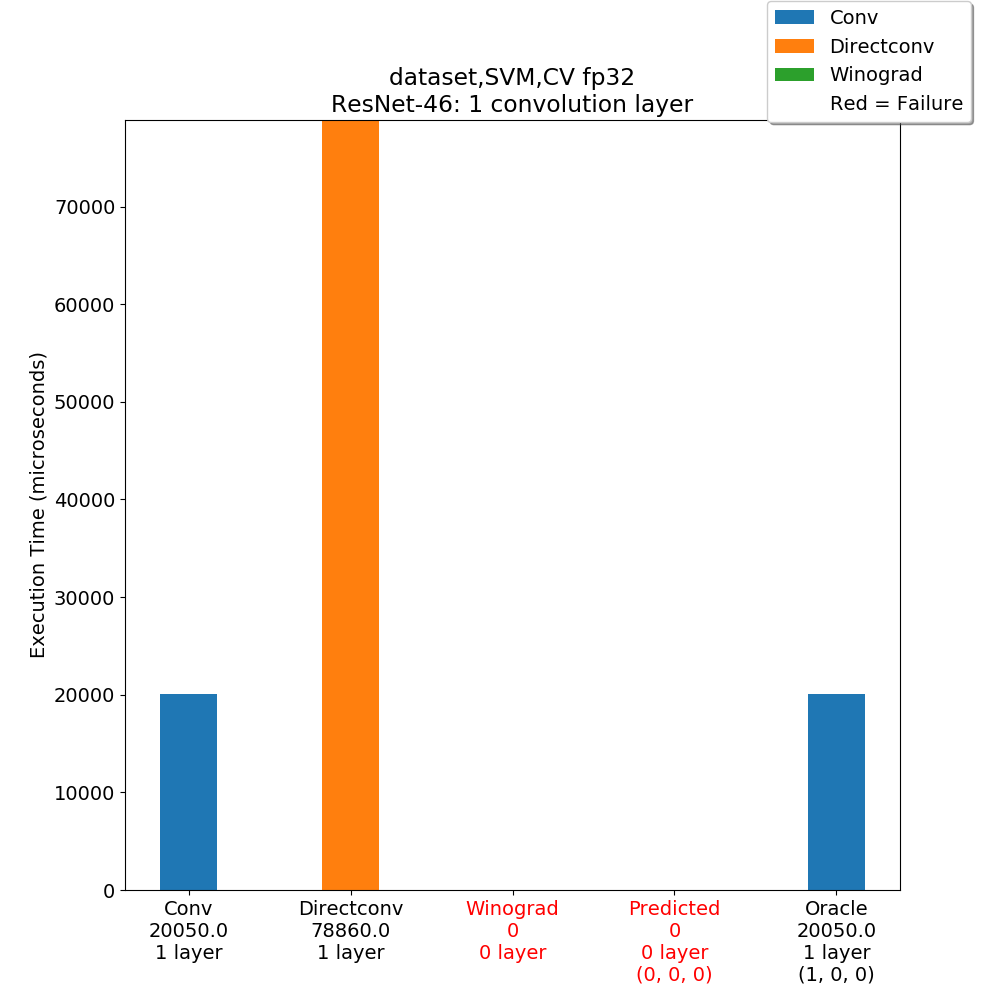 Conv
Directconv
Winograd
Red = Failure
dataset,SVM,CV fp32
ResNet-46: 1 convolution layer
Execution Time (microseconds)
70000
60000
50000
40000
30000
20000
10000
0
Conv
20050.0
1 layer
Directconv
78860.0
1 layer
Winograd
0
0 layer
Predicted
0
0 layer
(0, 0, 0)
Oracle
20050.0
1 layer
(1, 0, 0)